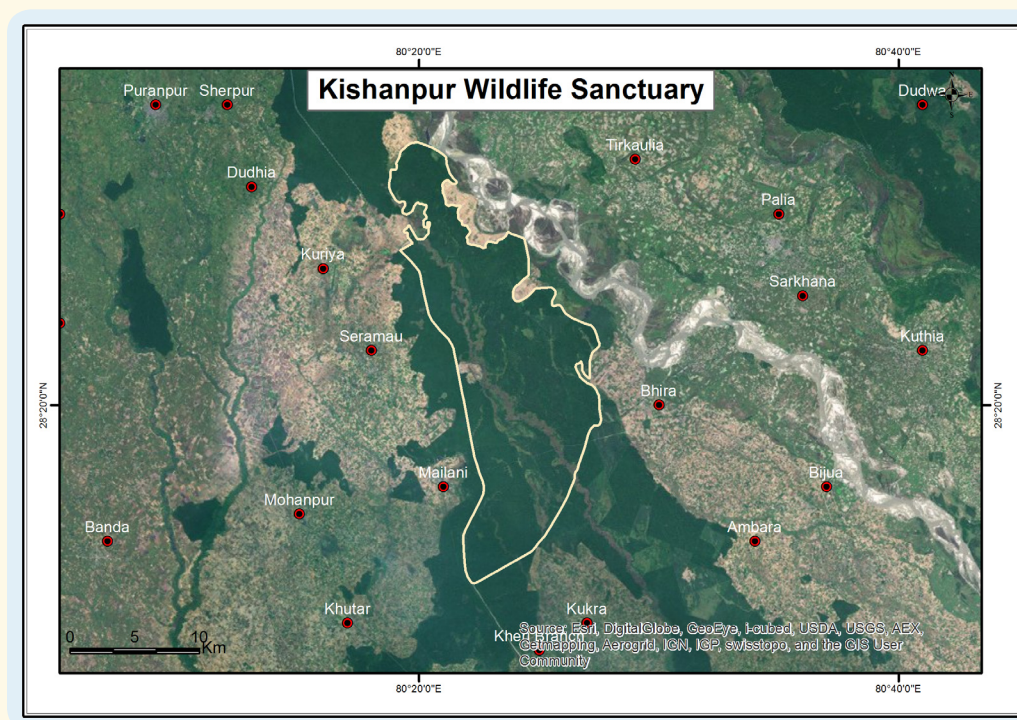 80°20'0"E
80°40'0"E
Kishanpur Wildlife Sanctuary
N
E
S
Puranpur
Sherpur
Dudwa
Tirkaulia
Dudhia
Palia
Kuriya
Sarkhana
Seramau
Kuthia
28°20'0"N
28°20'0"N
Bhira
Mailani
Bijua
Mohanpur
Banda
Ambara
Khutar
Kukra
Kheri Branch
0 5 10
Km
Source: Esri, DigitalGlobe, GeoEye, i-cubed, USDA, USGS, AEX,
Getmapping, Aerogrid, IGN, IGP, swisstopo, and the GIS User
Community
80°20'0"E
80°40'0"E